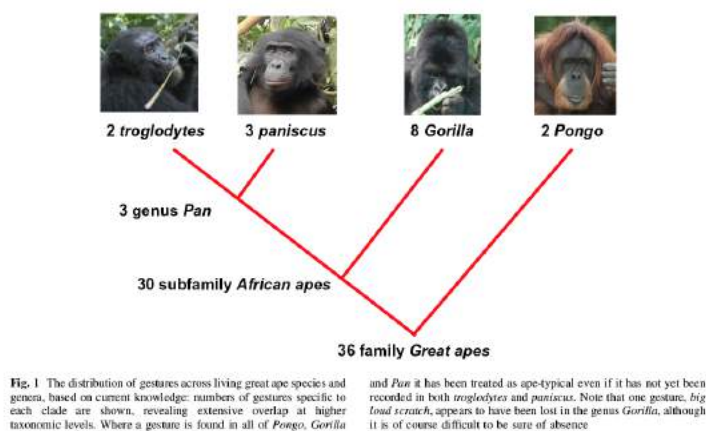 2 troglodytes 3 paniscus 8 Gorilla 2 Pongo
3 genus Pan
30 subfamily African apes
36 family Great apes
Fig. 1 The distribution of gestures across living great ape species and
genera, based on current knowledge: numbers of gestures specific to
each clade are shown, revealing extensive overlap at higher
taxonomic levels. Where a gesture is found in all of Pongo, Gorilla
and Pan it has been treated as ape-typical even if it has not yet been
recorded in both troglodytes and paniscus. Note that one gesture, big
loud scratch, appears to have been lost in the genus Gorilla, although
it is of course difficult to be sure of absence